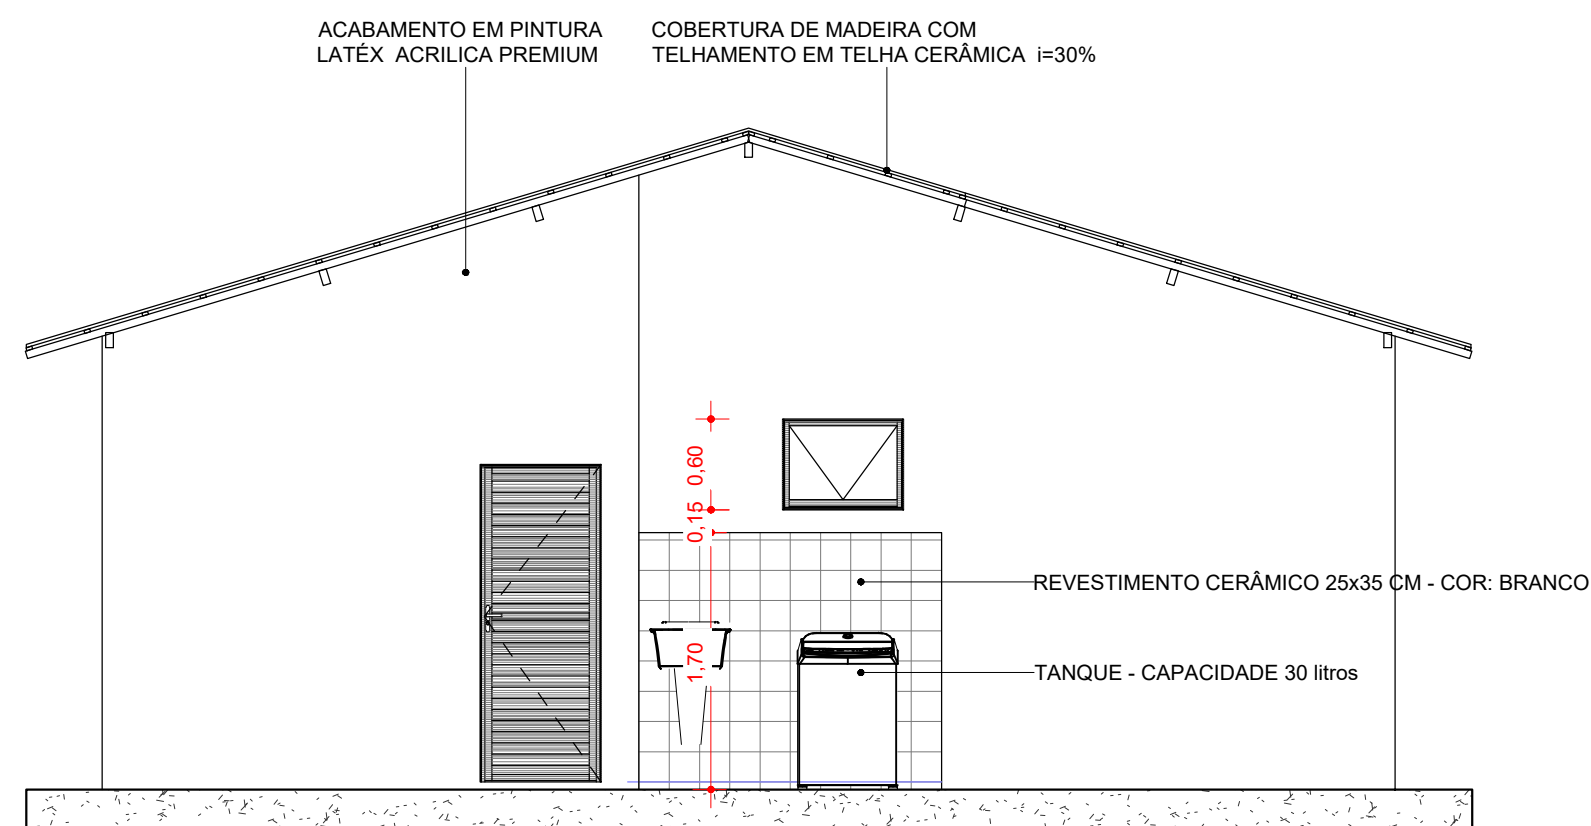 ACABAMENTO EM PINTURA
LATÉX ACRILICA PREMIUM
COBERTURA DE MADEIRA COM
TELHAMENTO EM TELHA CERÂMICA i=30%
0,60
0,15
1,70
REVESTIMENTO CERÂMICO 25x35 CM - COR: BRANCO
TANQUE - CAPACIDADE 30 litros